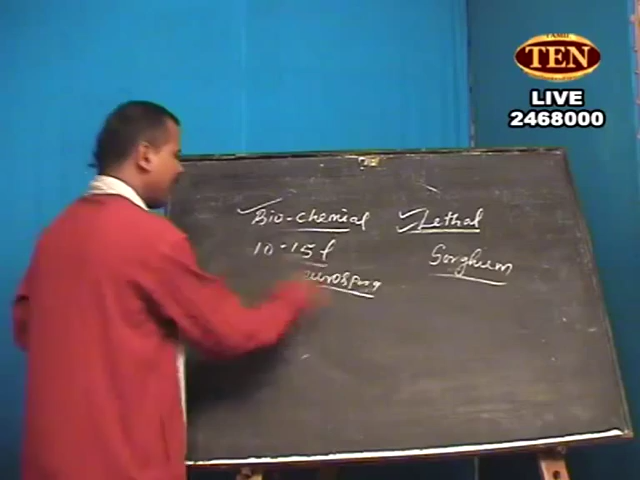 TAMIL
TEN
LIVE
2468000
Bio-chemical
Lethal
10-15
Sorghum